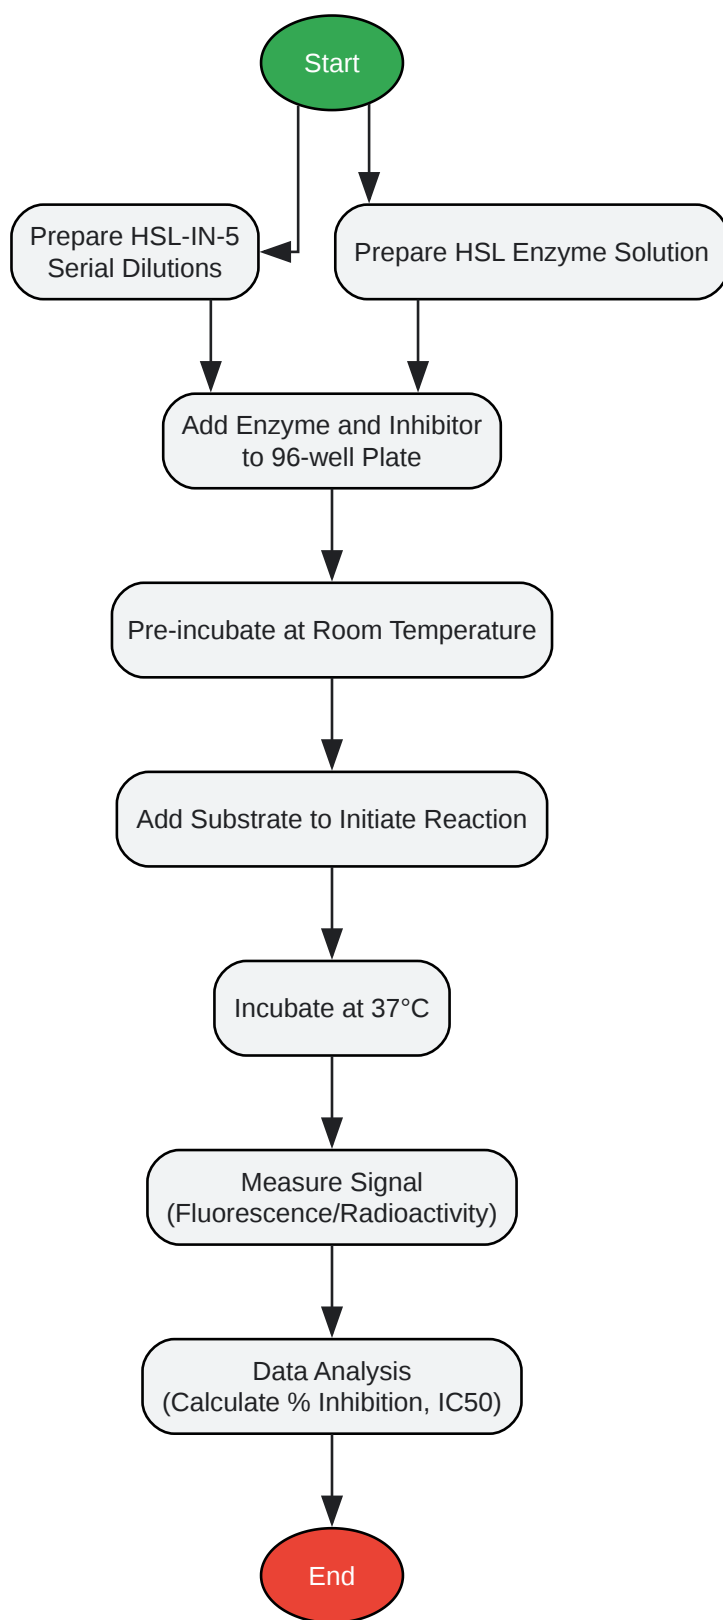 Start
Prepare HSL-IN-5
Serial Dilutions
Prepare HSL Enzyme Solution
Add Enzyme and Inhibitor
to 96-well Plate
Pre-incubate at Room Temperature
Add Substrate to Initiate Reaction
Incubate at 37°C
Measure Signal
(Fluorescence/Radioactivity)
Data Analysis
(Calculate % Inhibition, IC50)
End